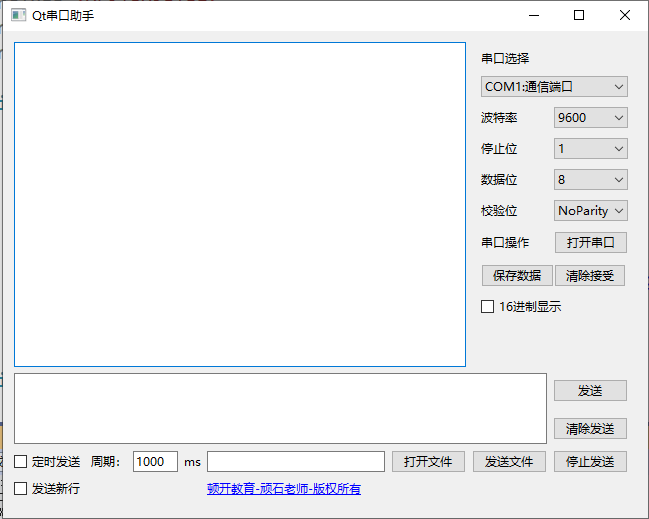 Qt串口助手
串口选择
COM1:通信端口
波特率 9600
停止位 1
数据位 8
校验位 NoParity
串口操作 打开串口
保存数据 清除接受
16进制显示
发送
清除发送
定时发送 周期: 1000 ms 打开文件 发送文件 停止发送
发送新行 顿开教育-顽石老师-版权所有